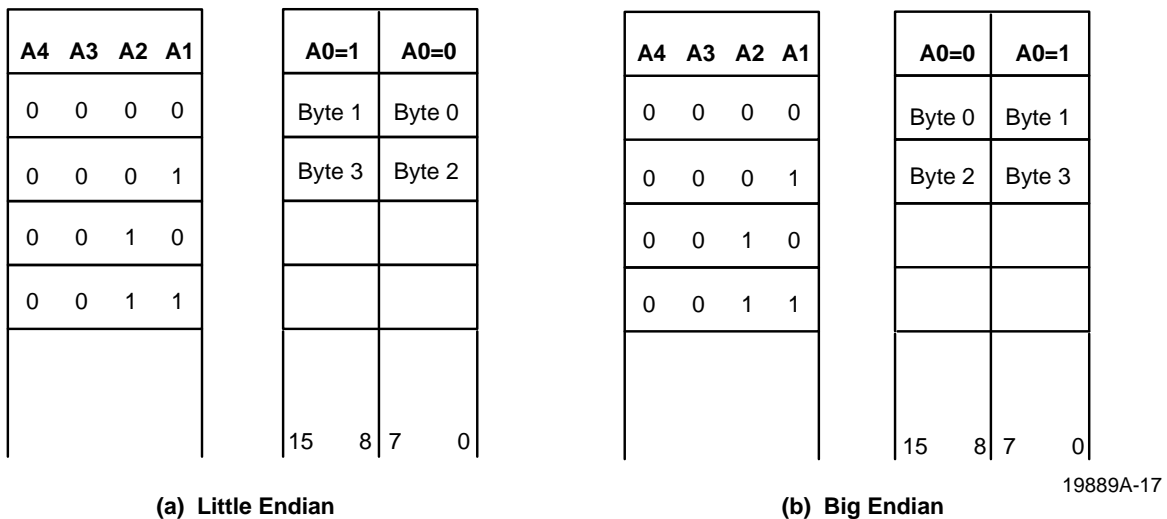 A4 A3 A2 A1 A0=1 A0=0 A4 A3 A2 A1 A0=0 A0=1
0 0 0 0 Byte 1 Byte 0 0 0 0 0 Byte 0 Byte 1
0 0 0 1 Byte 3 Byte 2 0 0 0 1 Byte 2 Byte 3
0 0 1 0 0 0 1 0
0 0 1 1 0 0 1 1
15 8 7 0 15 8 7 0
19889A-17
(a) Little Endian (b) Big Endian